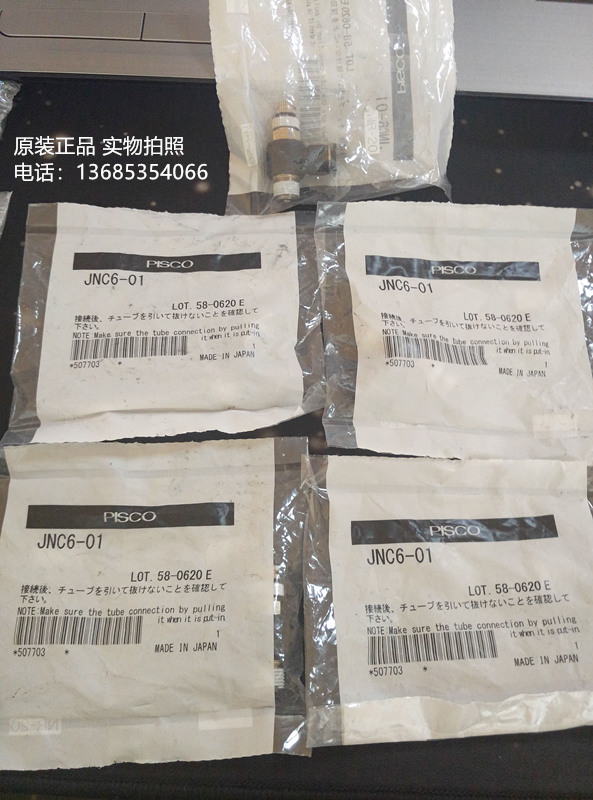 LOT. 58-0620 E
PISCO
JNC6-01
原装正品 实物拍照
电话：13685354066
PISCO
JNC6-01
LOT. 58-0620 E
接続後、チューブを引いて抜けないことを確認して
下さい。
NOTE:Make sure the tube connection by pulling
it when it is put-in
1
*507703 *
MADE IN JAPAN
PISCO
JNC6-01
LOT. 58-0620 E
接続後、チューブを引いて抜けないことを確認して
下さい。
NOTE:Make sure the tube connection by pulling
it when it is put-in
1
*507703 *
MADE IN JAPAN
PISCO
JNC6-01
LOT. 58-0620 E
接続後、チューブを引いて抜けないことを確認して
下さい。
NOTE:Make sure the tube connection by pulling
it when it is put-in
1
*507703 *
MADE IN JAPAN
PISCO
JNC6-01
LOT. 58-0620 E
接続後、チューブを引いて抜けないことを確認して
下さい。
NOTE:Make sure the tube connection by pulling
it when it is put-in
1
*507703 *
MADE IN JAPAN